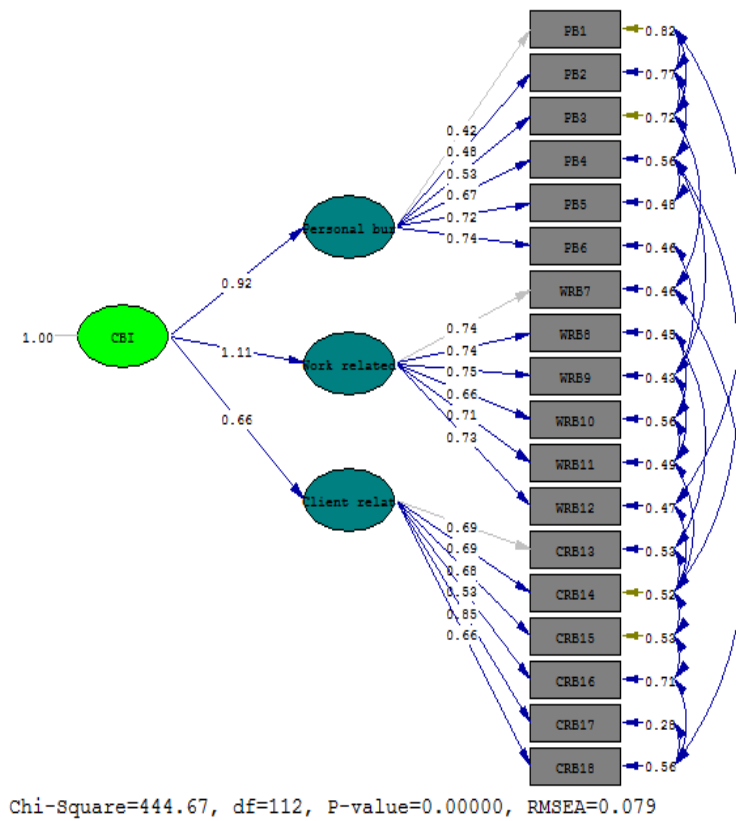 PB1 0.82
PB2 0.77
PB3 0.72
PB4 0.56
PB5 0.48
PB6 0.46
WRB7 0.46
WRB8 0.45
WRB9 0.43
WRB10 0.56
WRB11 0.49
WRB12 0.47
CRB13 0.53
CRB14 0.52
CRB15 0.53
CRB16 0.71
CRB17 0.28
CRB18 0.56
0.42
0.48
0.53
0.67
0.72
0.74
Personal bur
0.92
0.74
0.74
0.75
0.66
0.71
0.73
1.00 CBI
1.11
Work related
0.66
Client relat
0.69
0.69
0.68
0.53
0.85
0.66
Chi-Square=444.67, df=112, P-value=0.00000, RMSEA=0.079